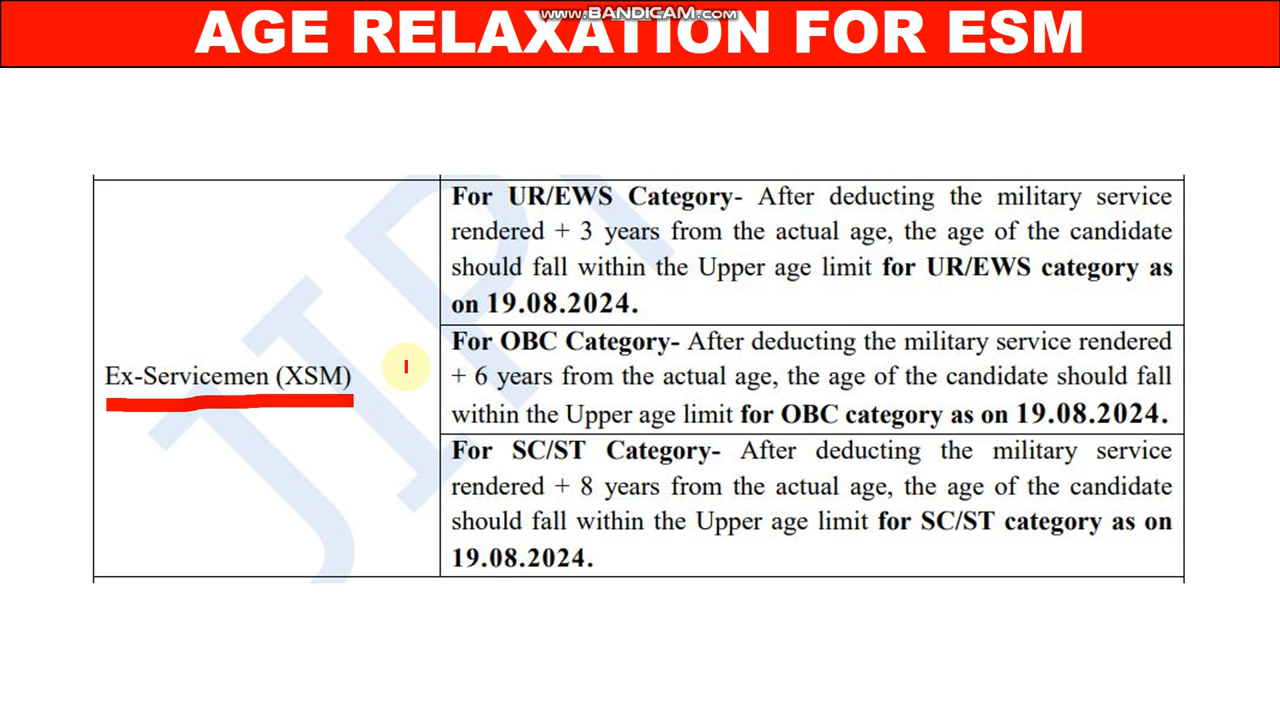 www.BANDICAM.com
AGE RELAXATION FOR ESM
Ex-Servicemen (XSM)
For UR/EWS Category- After deducting the military service
rendered + 3 years from the actual age, the age of the candidate
should fall within the Upper age limit for UR/EWS category as
on 19.08.2024.
For OBC Category- After deducting the military service rendered
+ 6 years from the actual age, the age of the candidate should fall
within the Upper age limit for OBC category as on 19.08.2024.
For SC/ST Category- After deducting the military service
rendered + 8 years from the actual age, the age of the candidate
should fall within the Upper age limit for SC/ST category as on
19.08.2024.